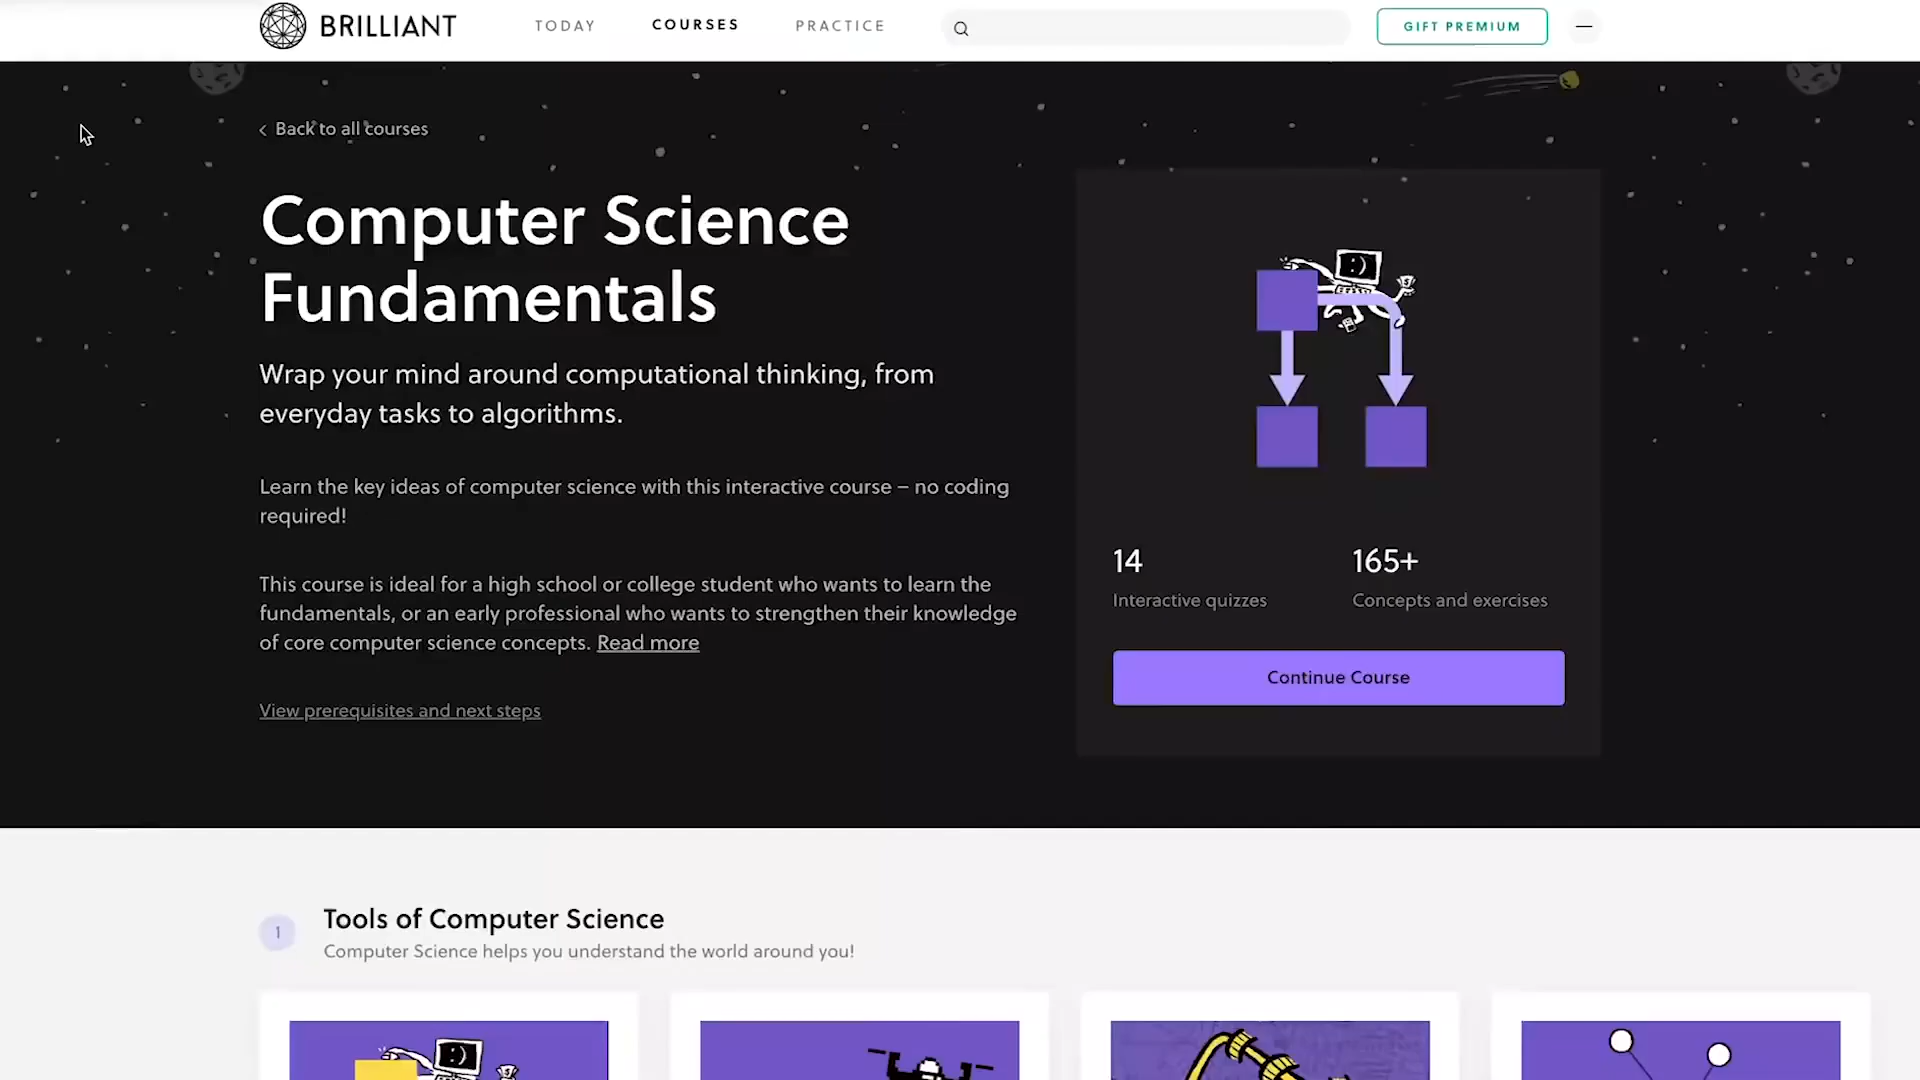 BRILLIANT
TODAY
COURSES
PRACTICE
GIFT PREMIUM
Back to all courses
Computer Science
Fundamentals
Wrap your mind around computational thinking, from
everyday tasks to algorithms.
Learn the key ideas of computer science with this interactive course – no coding
required!
This course is ideal for a high school or college student who wants to learn the
fundamentals, or an early professional who wants to strengthen their knowledge
of core computer science concepts. Read more
View prerequisites and next steps
14
Interactive quizzes
165+
Concepts and exercises
Continue Course
1
Tools of Computer Science
Computer Science helps you understand the world around you!